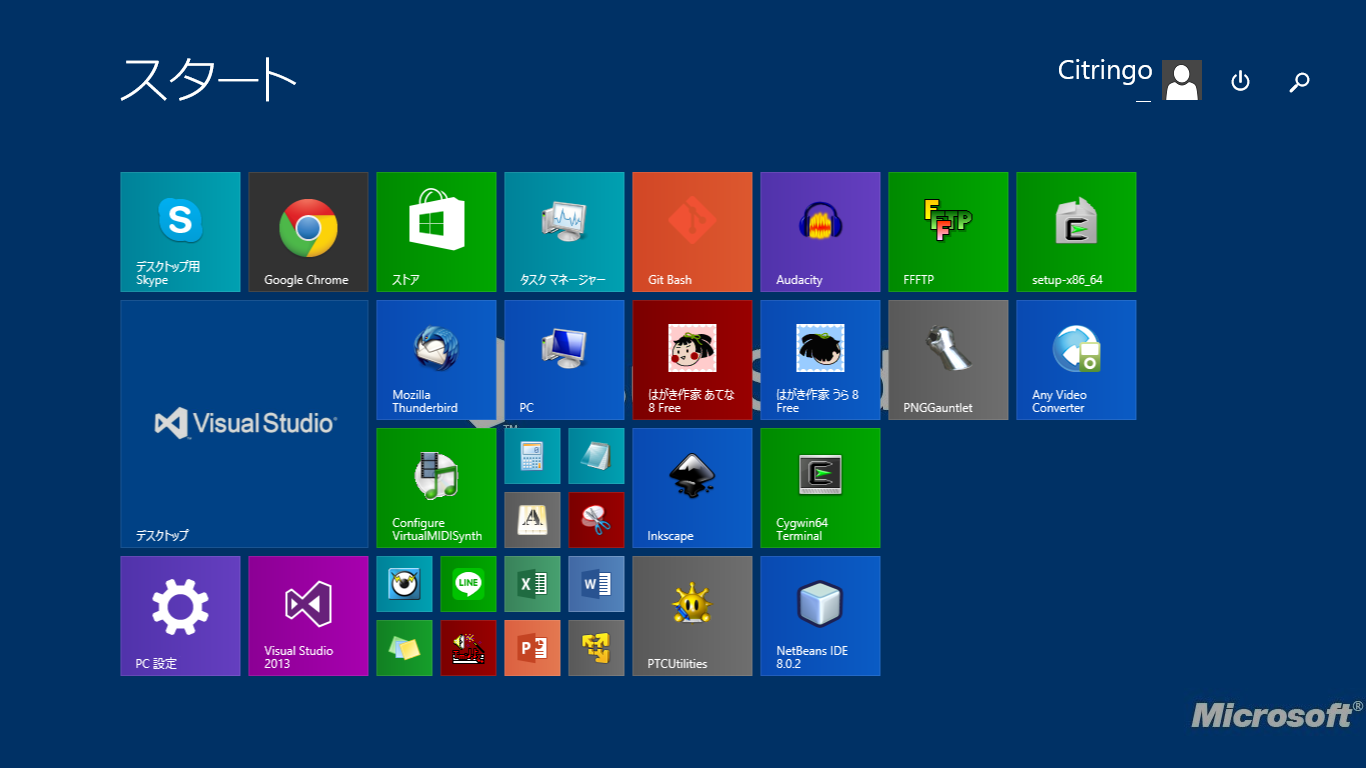 スタート
Citringo
デスクトップ用
Skype
Google Chrome
ストア
タスク マネージャー
Git Bash
Audacity
FFFTP
setup-x86_64
Visual Studio
デスクトップ
Mozilla
Thunderbird
PC
はがき作家 あてな
8 Free
はがき作家 うら 8
Free
PNGGauntlet
Any Video
Converter
TM
Configure
VirtualMIDISynth
Inkscape
Cygwin64
Terminal
PC 設定
Visual Studio
2013
LINE
PTCUtilities
NetBeans IDE
8.0.2
Microsoft®